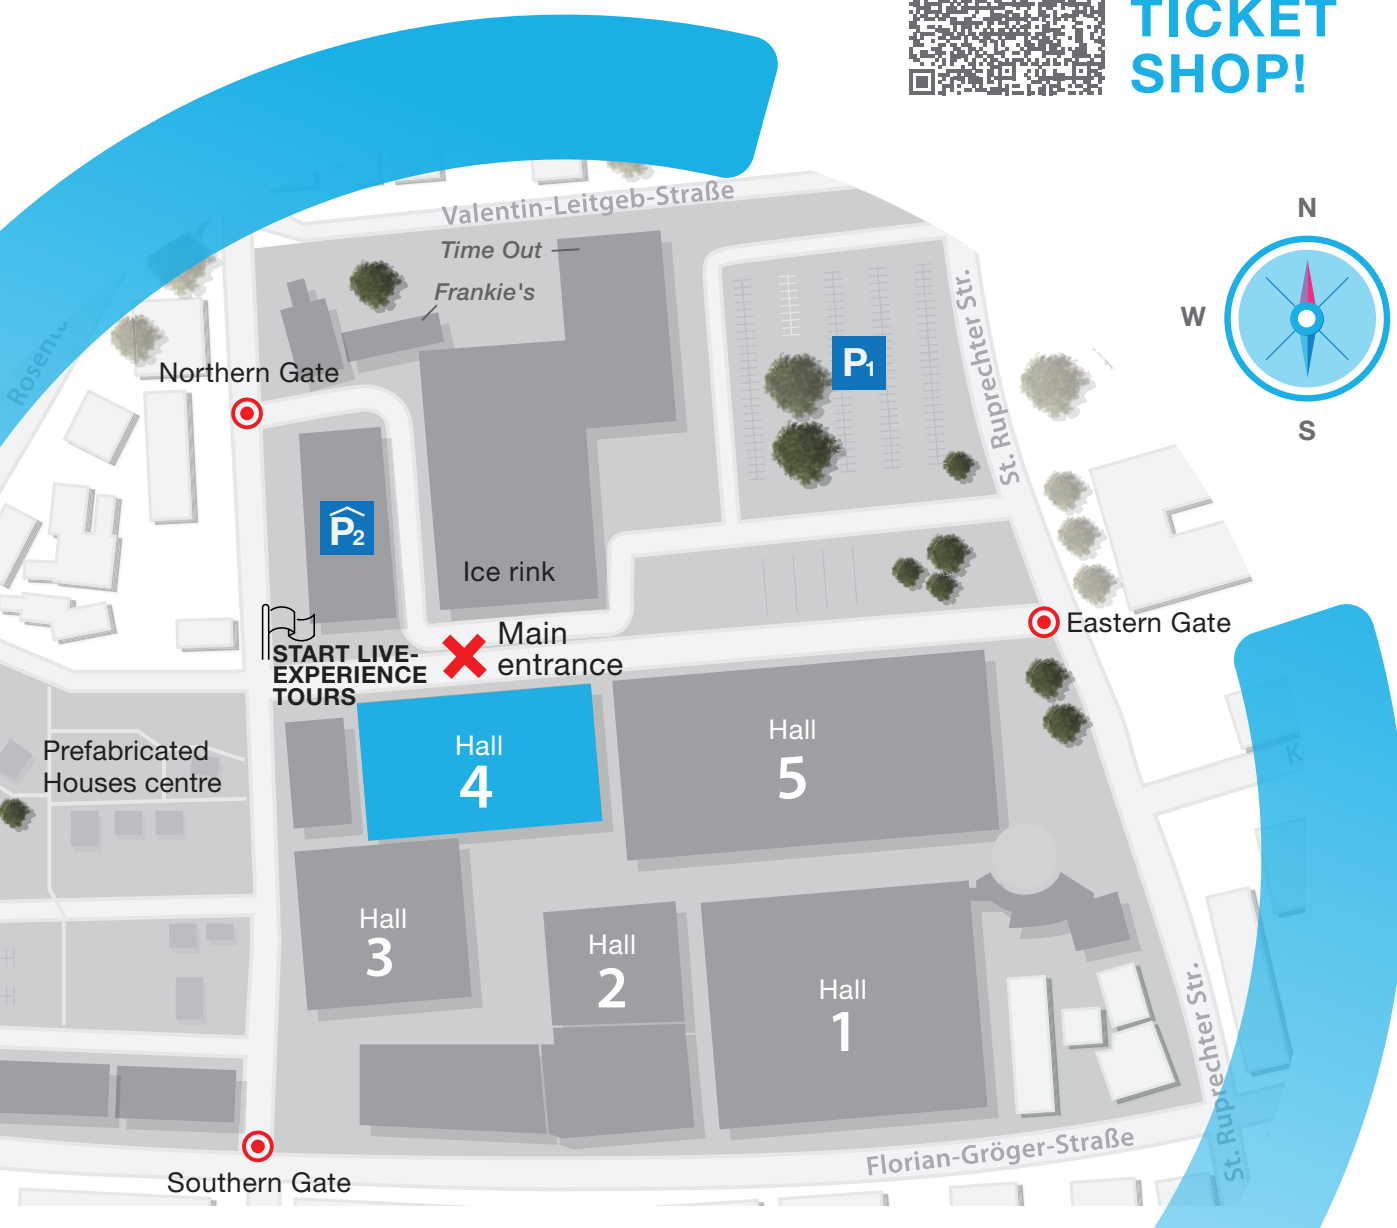 TICKET
SHOP!
Valentin-Leitgeb-Straße
Time Out
Frankie's
N
W
S
St. Ruprechter Str.
P1
Northern Gate
P2
Ice rink
Main
entrance
Eastern Gate
START LIVE-
EXPERIENCE
TOURS
Prefabricated
Houses centre
Hall
4
Hall
5
K
Hall
3
Hall
2
Hall
1
St. Ruprechter Str.
Florian-Gröger-Straße
Southern Gate